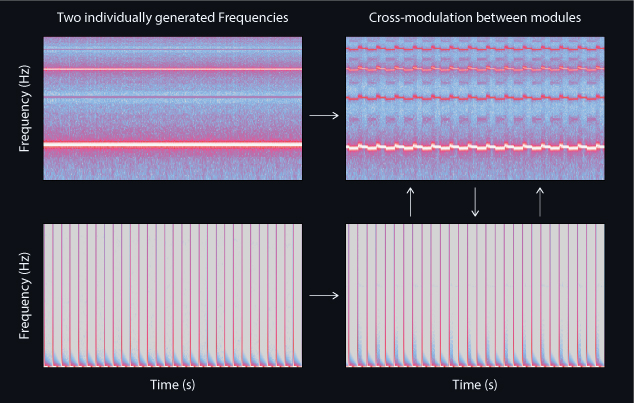 Two individually generated Frequencies
Cross-modulation between modules
Frequency (Hz)
Frequency (Hz)
Time (s)
Time (s)